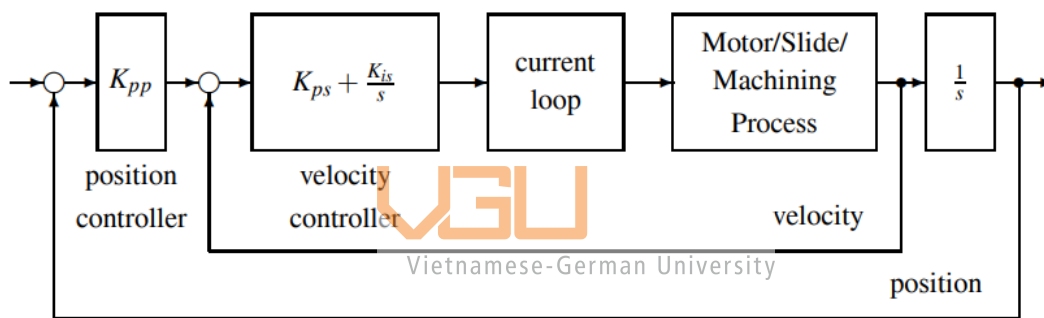 K_pp
K_ps + K_is/s
current
loop
Motor/Slide/
Machining
Process
1/s
position
controller
velocity
controller
velocity
VGU
Vietnamese-German University
position